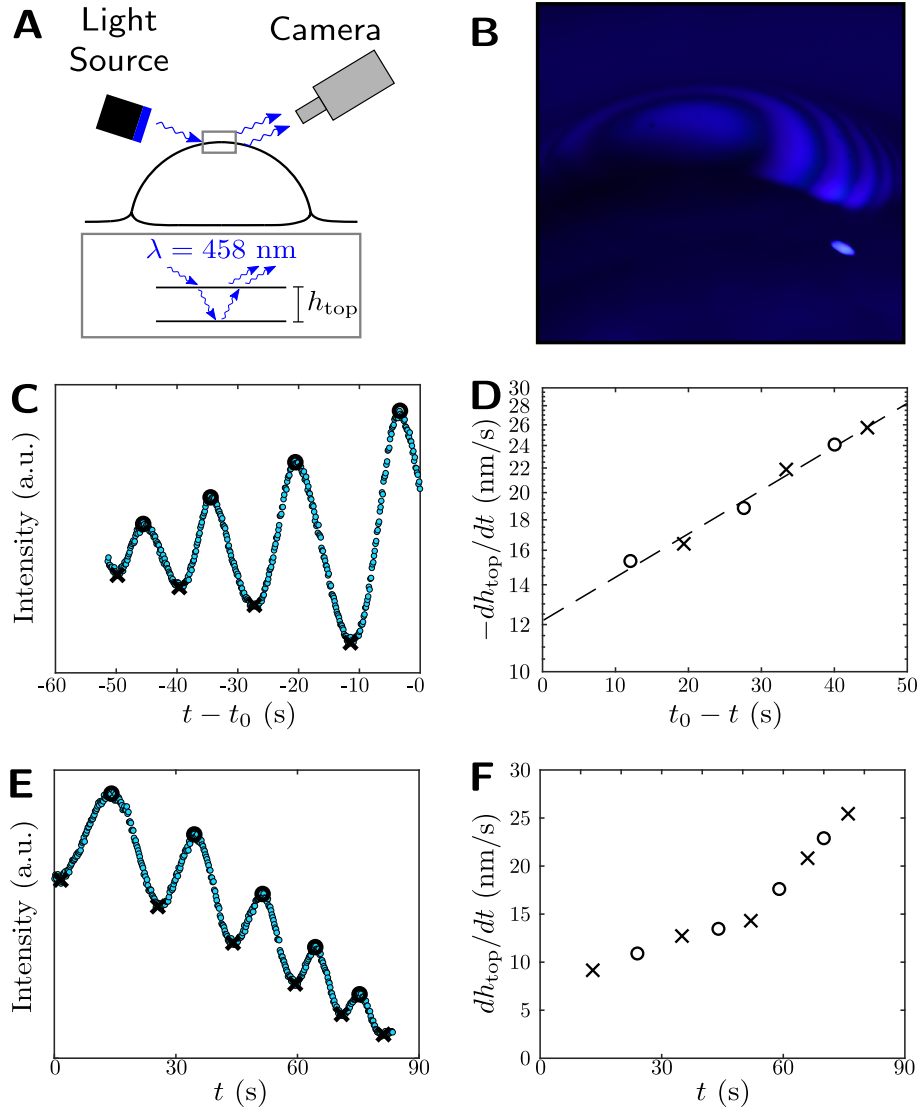 A
Light
Source
Camera
λ = 458 nm
h_top
B
C
Intensity (a.u.)
-60 -50 -40 -30 -20 -10 -0
t − t₀ (s)
D
−dh_top/dt (nm/s)
30
28
26
24
22
20
18
16
14
12
10
0 10 20 30 40 50
t₀ − t (s)
E
Intensity (a.u.)
0 30 60 90
t (s)
F
dh_top/dt (nm/s)
30
25
20
15
10
5
0
0 30 60 90
t (s)